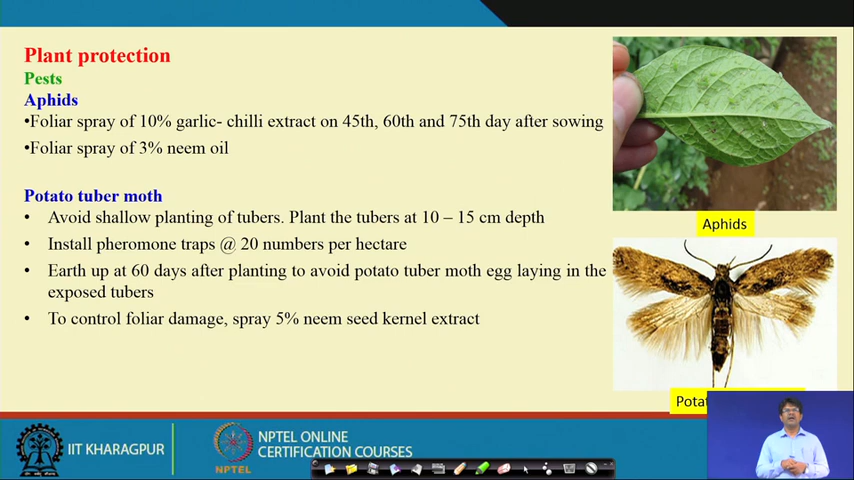 Plant protection
Pests
Aphids
•Foliar spray of 10% garlic- chilli extract on 45th, 60th and 75th day after sowing
•Foliar spray of 3% neem oil
Potato tuber moth
• Avoid shallow planting of tubers. Plant the tubers at 10 – 15 cm depth
• Install pheromone traps @ 20 numbers per hectare
• Earth up at 60 days after planting to avoid potato tuber moth egg laying in the
exposed tubers
• To control foliar damage, spray 5% neem seed kernel extract
Aphids
IIT KHARAGPUR
NPTEL
NPTEL ONLINE
CERTIFICATION COURSES